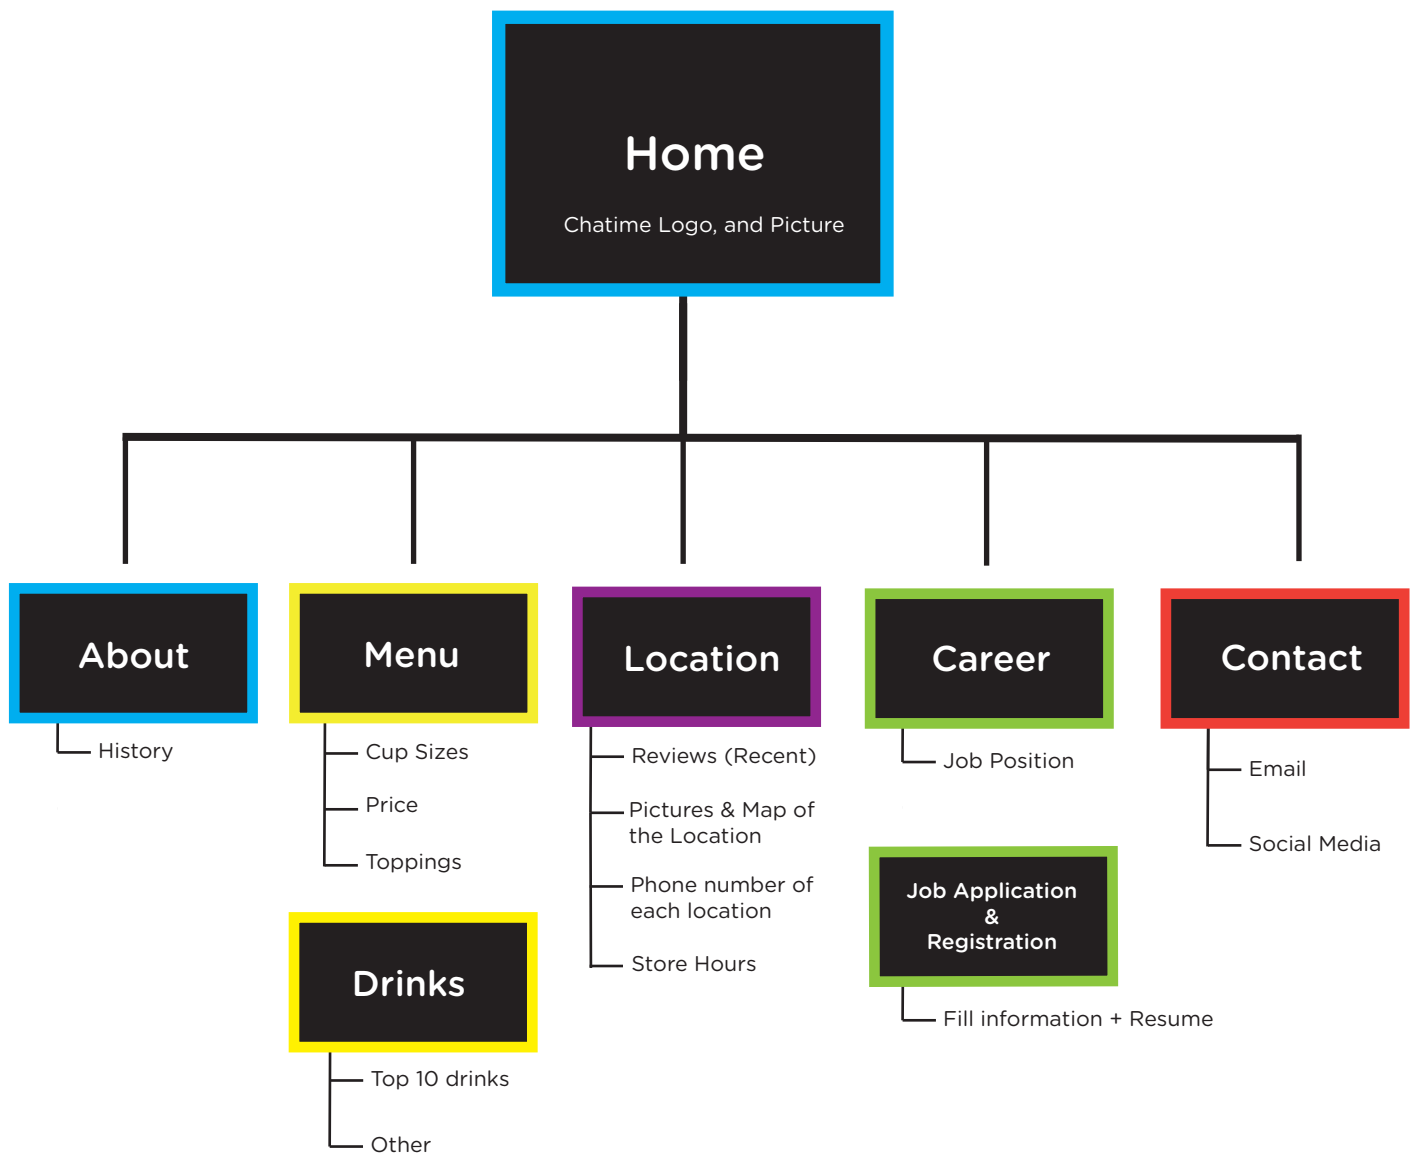 Home
Chatime Logo, and Picture
About
History
Menu
Cup Sizes
Price
Toppings
Drinks
Top 10 drinks
Other
Location
Reviews (Recent)
Pictures & Map of
the Location
Phone number of
each location
Store Hours
Career
Job Position
Job Application
&
Registration
Fill information + Resume
Contact
Email
Social Media